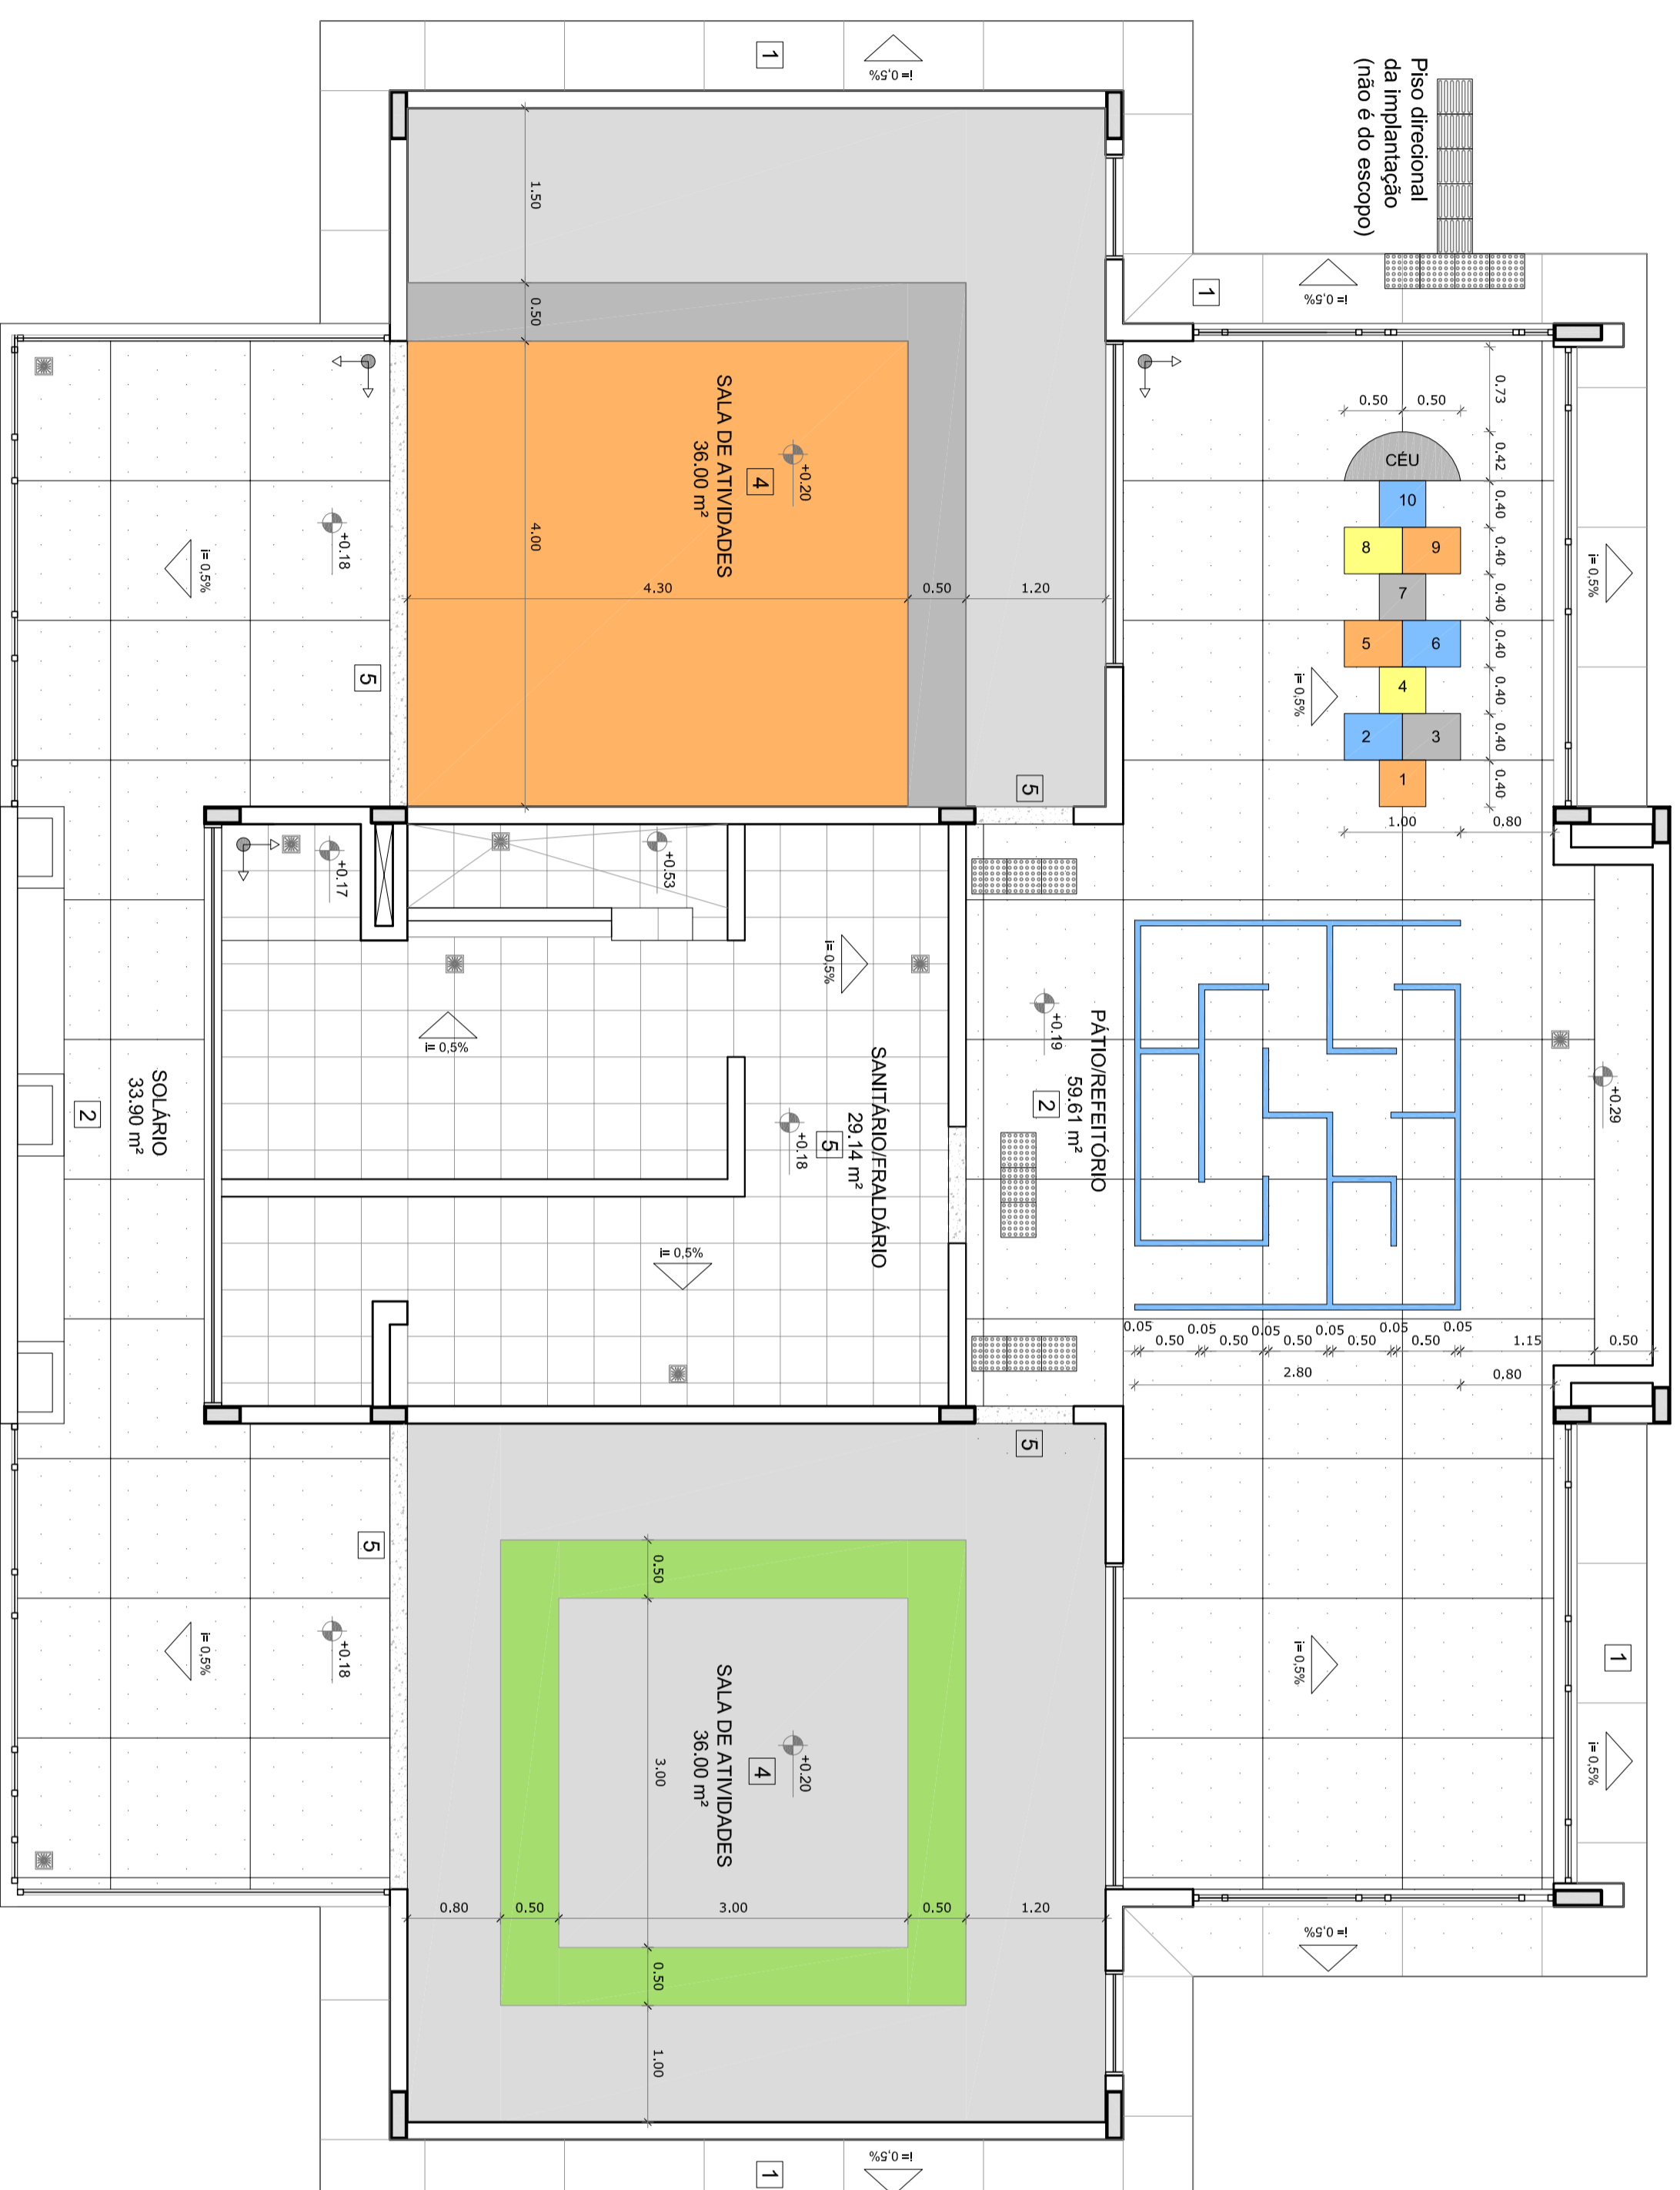 Piso direcional
da implantação
(não é do escopo)
1
i= 0,5%
1
i= 0,5%
0.73
0.50
0.50
0.42
CÉU
10
0.40
8
9
0.40
7
0.40
5
6
0.40
4
0.40
2
3
0.40
1
0.40
1.00
0.80
i= 0,5%
i= 0,5%
1.50
0.50
4.00
+0.20
4
SALA DE ATIVIDADES
36.00 m²
4.30
0.50
1.20
5
+0.18
i= 0,5%
5
+0.17
+0.53
i= 0,5%
i= 0,5%
SANITÁRIO/FRALDÁRIO
29.14 m²
5
+0.18
i= 0,5%
+0.19
PÁTIO/REFEITÓRIO
59.61 m²
2
+0.29
0.05
0.50
0.05
0.50
0.05
0.50
0.05
0.50
0.05
0.50
0.05
1.15
0.50
2.80
0.80
SOLÁRIO
33.90 m²
2
5
5
0.50
3.00
+0.20
4
SALA DE ATIVIDADES
36.00 m²
0.80
0.50
3.00
0.50
1.20
0.50
1.00
+0.18
i= 0,5%
i= 0,5%
1
i= 0,5%
i= 0,5%
i= 0,5%
1